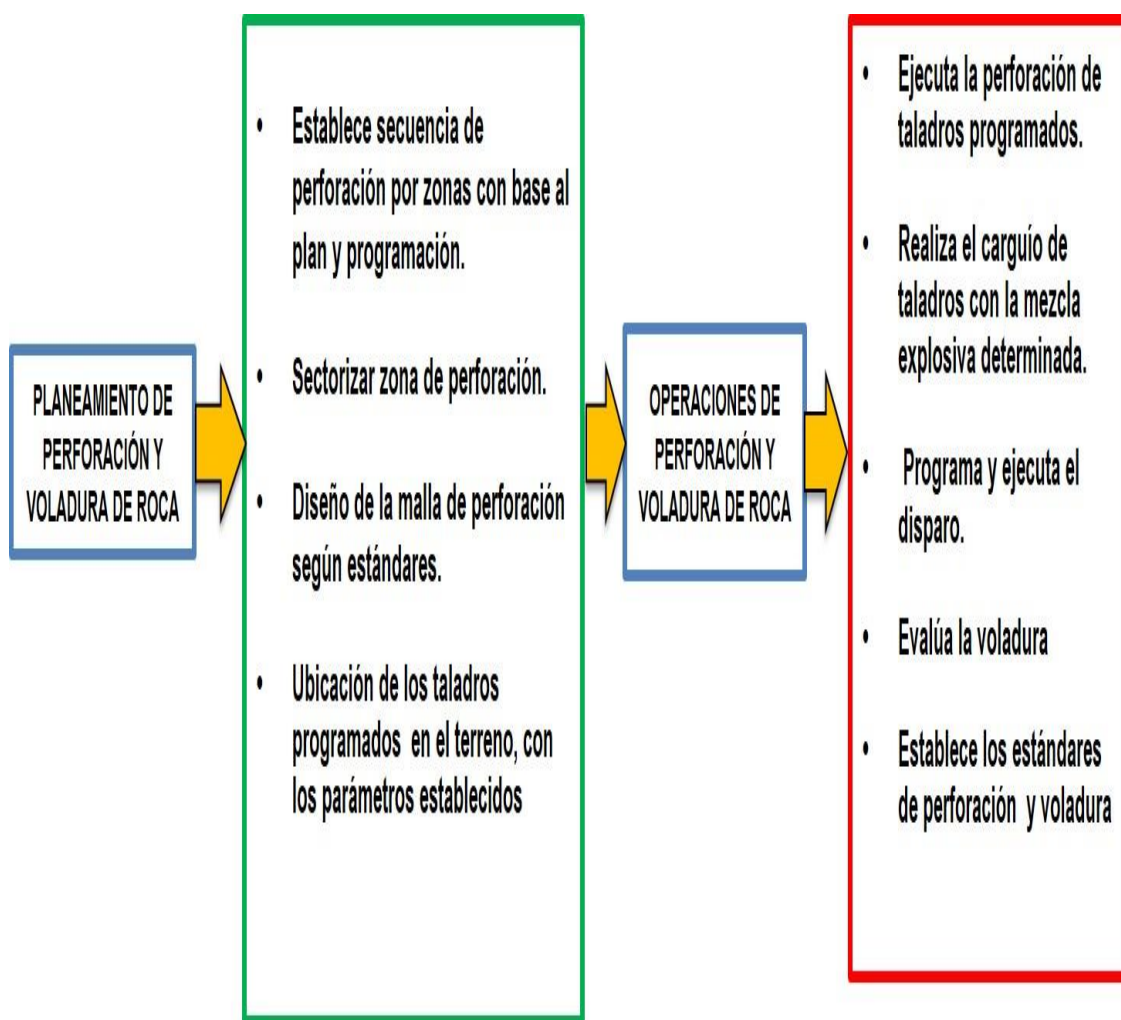 PLANEAMIENTO DE
PERFORACIÓN Y
VOLADURA DE ROCA
• Establece secuencia de
perforación por zonas con base al
plan y programación.
• Sectorizar zona de perforación.
• Diseño de la malla de perforación
según estándares.
• Ubicación de los taladros
programados en el terreno, con
los parámetros establecidos
OPERACIONES DE
PERFORACIÓN Y
VOLADURA DE ROCA
• Ejecuta la perforación de
taladros programados.
• Realiza el carguío de
taladros con la mezcla
explosiva determinada.
• Programa y ejecuta el
disparo.
• Evalúa la voladura
• Establece los estándares
de perforación y voladura